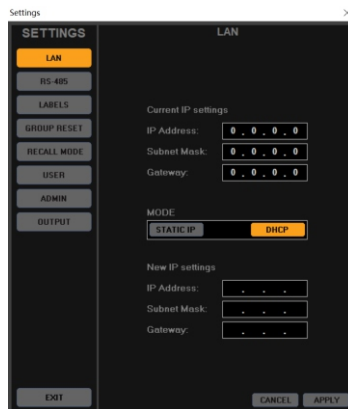 Settings
SETTINGS
LAN
RS-485
LABELS
GROUP RESET
RECALL MODE
USER
ADMIN
OUTPUT
EXIT
LAN
Current IP settings
IP Address: 0 . 0 . 0 . 0
Subnet Mask: 0 . 0 . 0 . 0
Gateway: 0 . 0 . 0 . 0
MODE
STATIC IP DHCP
New IP settings
IP Address: . . .
Subnet Mask: . . .
Gateway: . . .
CANCEL APPLY